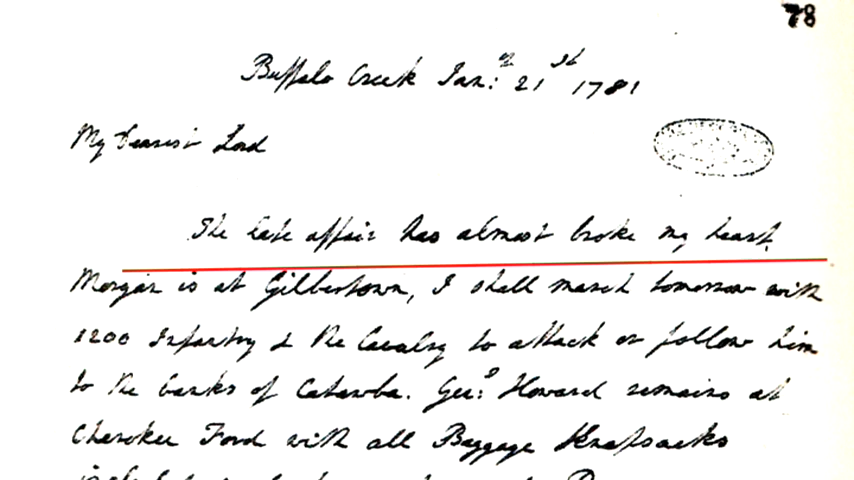 78
Buffalo Creek Jan:ry 21st 1781
My Dearest Lord
The late affair has almost broke my heart.
Morgan is at Gilbertown, I shall march tomorrow with
1200 Infantry & the Cavalry to attack or follow him
to the banks of Catawba. Gen:l Howard remains at
Cherokee Ford with all Baggage Knapsacks